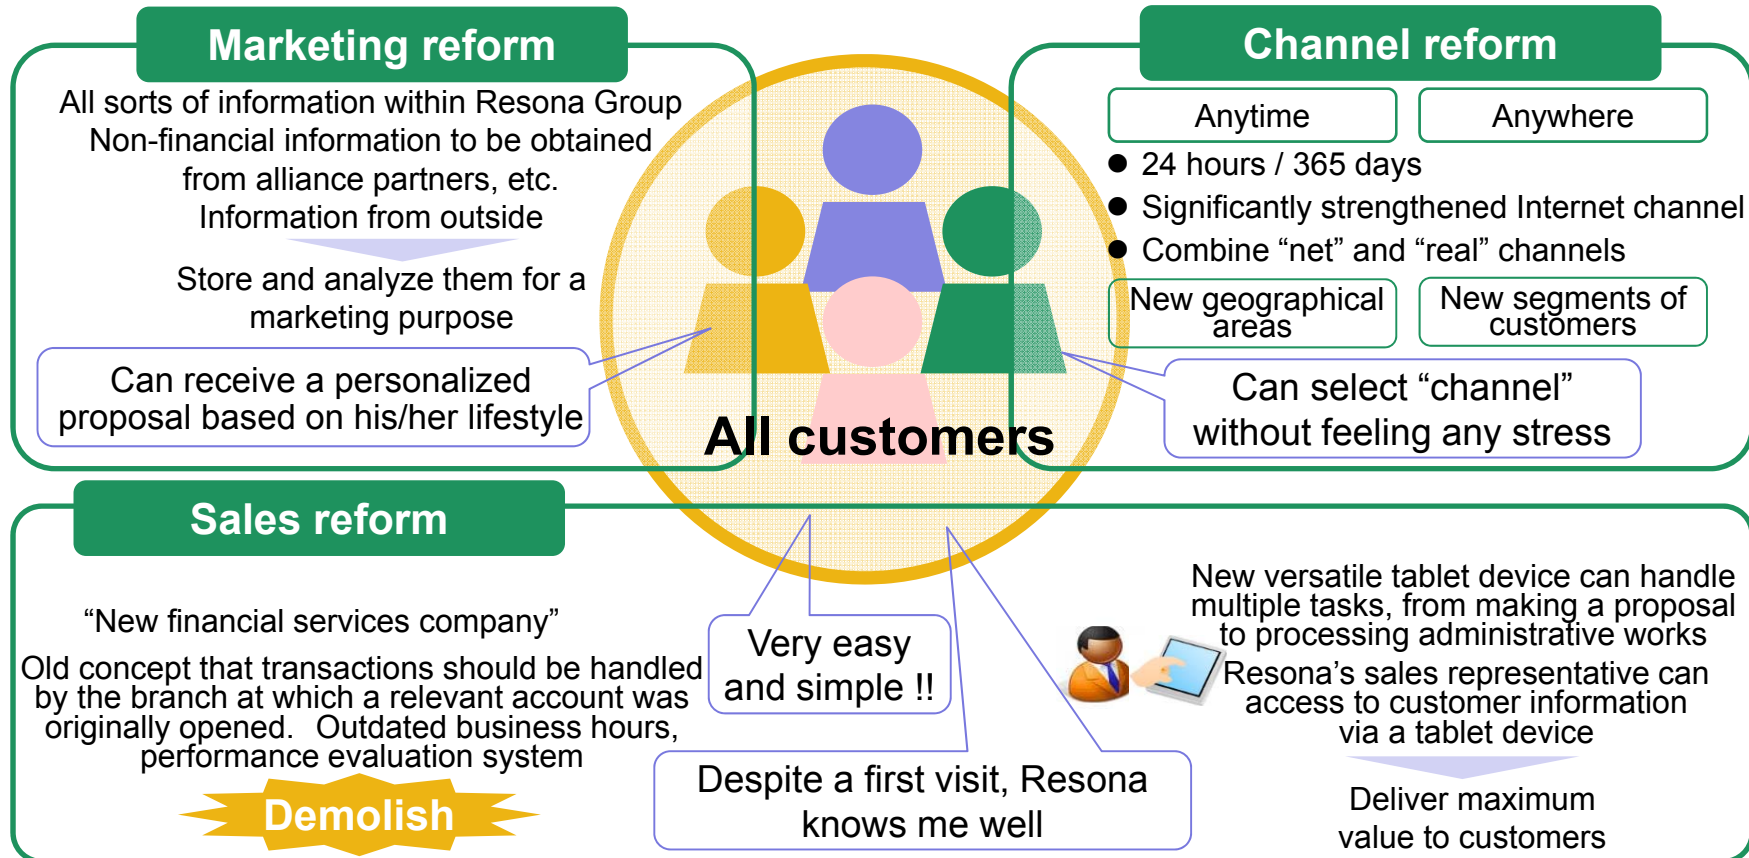 Marketing reform
All sorts of information within Resona Group
Non-financial information to be obtained
from alliance partners, etc.
Information from outside
Store and analyze them for a
marketing purpose
Can receive a personalized
proposal based on his/her lifestyle
Channel reform
Anytime
Anywhere
● 24 hours / 365 days
● Significantly strengthened Internet channel
● Combine “net” and “real” channels
New geographical
areas
New segments of
customers
Can select “channel”
without feeling any stress
All customers
Sales reform
“New financial services company”
Old concept that transactions should be handled
by the branch at which a relevant account was
originally opened. Outdated business hours,
performance evaluation system
Demolish
Very easy
and simple !!
Despite a first visit, Resona
knows me well
New versatile tablet device can handle
multiple tasks, from making a proposal
to processing administrative works
Resona’s sales representative can
access to customer information
via a tablet device
Deliver maximum
value to customers